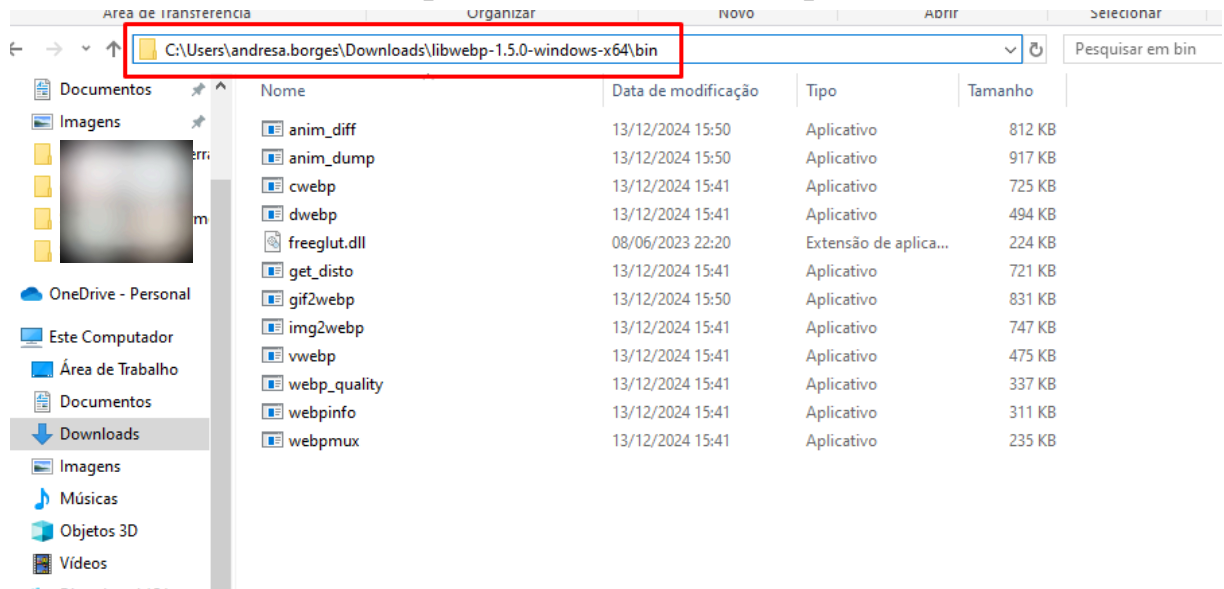 Área de Transferência Organizar Novo Abrir Selecionar
C:\Users\andresa.borges\Downloads\libwebp-1.5.0-windows-x64\bin Pesquisar em bin
Documentos
Imagens
OneDrive - Personal
Este Computador
Área de Trabalho
Documentos
Downloads
Imagens
Músicas
Objetos 3D
Vídeos
Nome Data de modificação Tipo Tamanho
anim_diff 13/12/2024 15:50 Aplicativo 812 KB
anim_dump 13/12/2024 15:50 Aplicativo 917 KB
cwebp 13/12/2024 15:41 Aplicativo 725 KB
dwebp 13/12/2024 15:41 Aplicativo 494 KB
freeglut.dll 08/06/2023 22:20 Extensão de aplica... 224 KB
get_disto 13/12/2024 15:41 Aplicativo 721 KB
gif2webp 13/12/2024 15:50 Aplicativo 831 KB
img2webp 13/12/2024 15:41 Aplicativo 747 KB
vwebp 13/12/2024 15:41 Aplicativo 475 KB
webp_quality 13/12/2024 15:41 Aplicativo 337 KB
webpinfo 13/12/2024 15:41 Aplicativo 311 KB
webpmux 13/12/2024 15:41 Aplicativo 235 KB